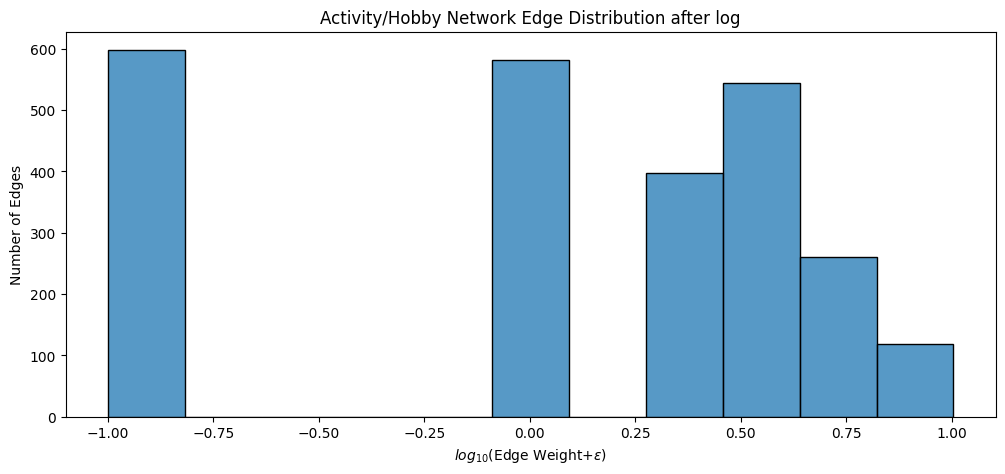 Activity/Hobby Network Edge Distribution after log
Number of Edges
600
500
400
300
200
100
0
−1.00 −0.75 −0.50 −0.25 0.00 0.25 0.50 0.75 1.00
log₁₀(Edge Weight+ε)